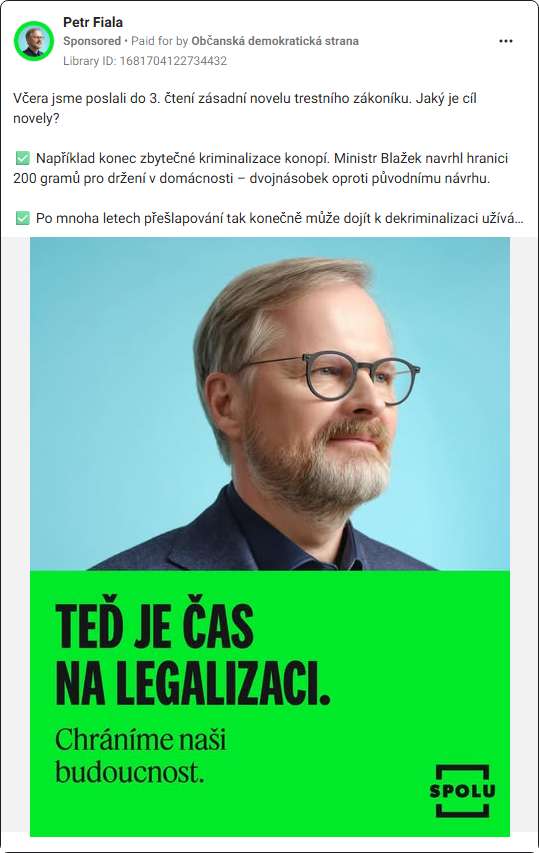 Petr Fiala
Sponsored • Paid for by Občanská demokratická strana
Library ID: 1681704122734432
Včera jsme poslali do 3. čtení zásadní novelu trestního zákoníku. Jaký je cíl
novely?
✅ Například konec zbytečné kriminalizace konopí. Ministr Blažek navrhl hranici
200 gramů pro držení v domácnosti – dvojnásobek oproti původnímu návrhu.
✅ Po mnoha letech přešlapování tak konečně může dojít k dekriminalizaci užívá...
TEĎ JE ČAS
NA LEGALIZACI.
Chráníme naši
budoucnost.
SPOLU